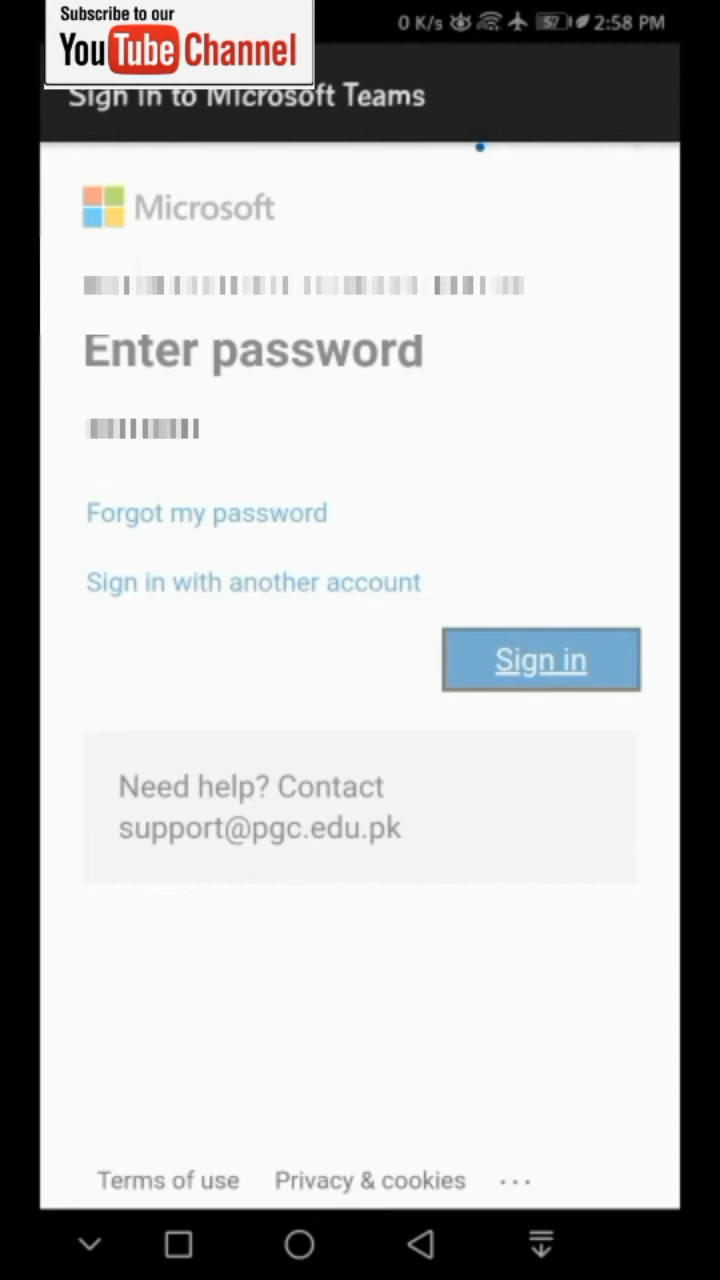 Subscribe to our
YouTube Channel
0 K/s 57 2:58 PM
Sign in to Microsoft Teams
Microsoft
Enter password
Forgot my password
Sign in with another account
Sign in
Need help? Contact
support@pgc.edu.pk
Terms of use Privacy & cookies ...